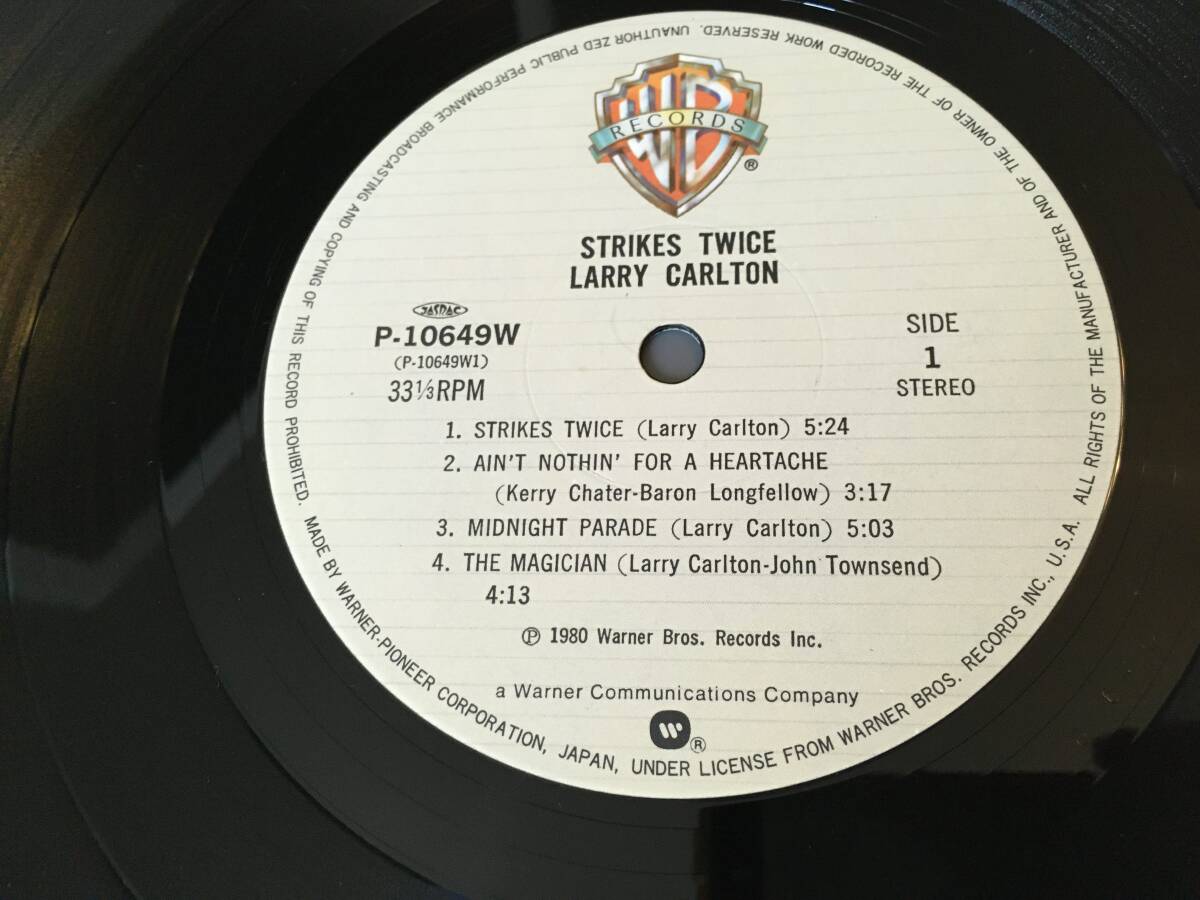 WB
RECORDS
®
STRIKES TWICE
LARRY CARLTON
JASRAC
P-10649W
(P-10649W1)
33⅓RPM
SIDE
1
STEREO
1. STRIKES TWICE (Larry Carlton) 5:24
2. AIN'T NOTHIN' FOR A HEARTACHE
(Kerry Chater-Baron Longfellow) 3:17
3. MIDNIGHT PARADE (Larry Carlton) 5:03
4. THE MAGICIAN (Larry Carlton-John Townsend)
4:13
℗ 1980 Warner Bros. Records Inc.
a Warner Communications Company
®
MADE BY WARNER-PIONEER CORPORATION, JAPAN, UNDER LICENSE FROM WARNER BROS. RECORDS INC., U.S.A. ALL RIGHTS OF THE MANUFACTURER AND OF THE OWNER OF THE RECORDED WORK RESERVED. UNAUTHOR ZED PUBLIC PERFORMANCE BROADCASTING AND COPYING OF THIS RECORD PROHIBITED.